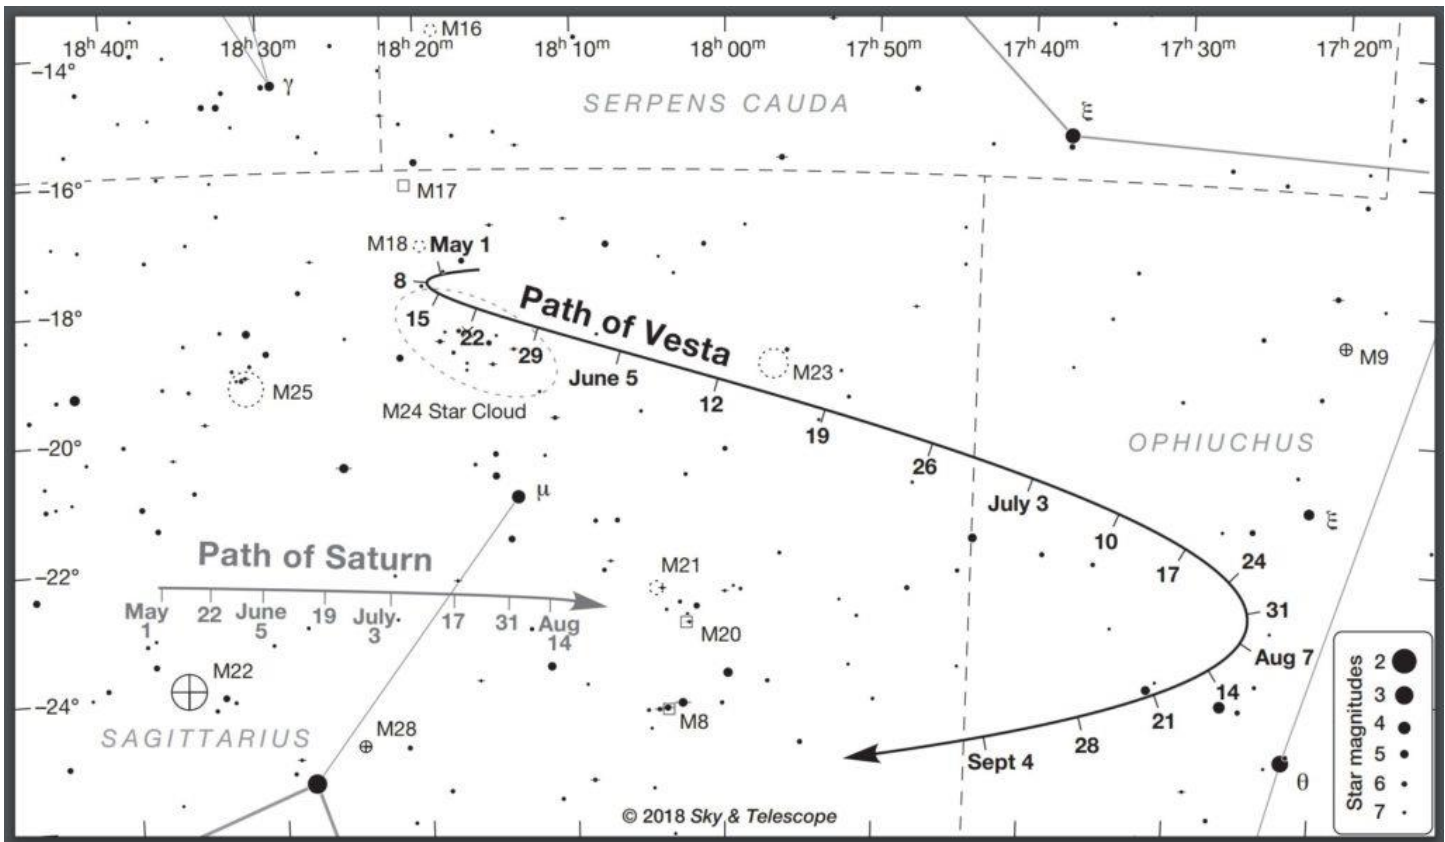 M16
18h 40m 18h 30m 18h 20m 18h 10m 18h 00m 17h 50m 17h 40m 17h 30m 17h 20m
–14°
γ
SERPENS CAUDA
ξ
–16°
M17
M18
May 1
8
Path of Vesta
–18°
15
22
29
June 5
M23
M9
M25
12
M24 Star Cloud
19
OPHIUCHUS
–20°
26
μ
July 3
ξ
10
Path of Saturn
M21
17
24
–22°
May 1
22
June 5
19
July 3
17
31
Aug 14
31
M20
Aug 7
M22
14
–24°
M8
21
SAGITTARIUS
M28
28
Sept 4
θ
© 2018 Sky & Telescope
Star magnitudes
2
3
4
5
6
7